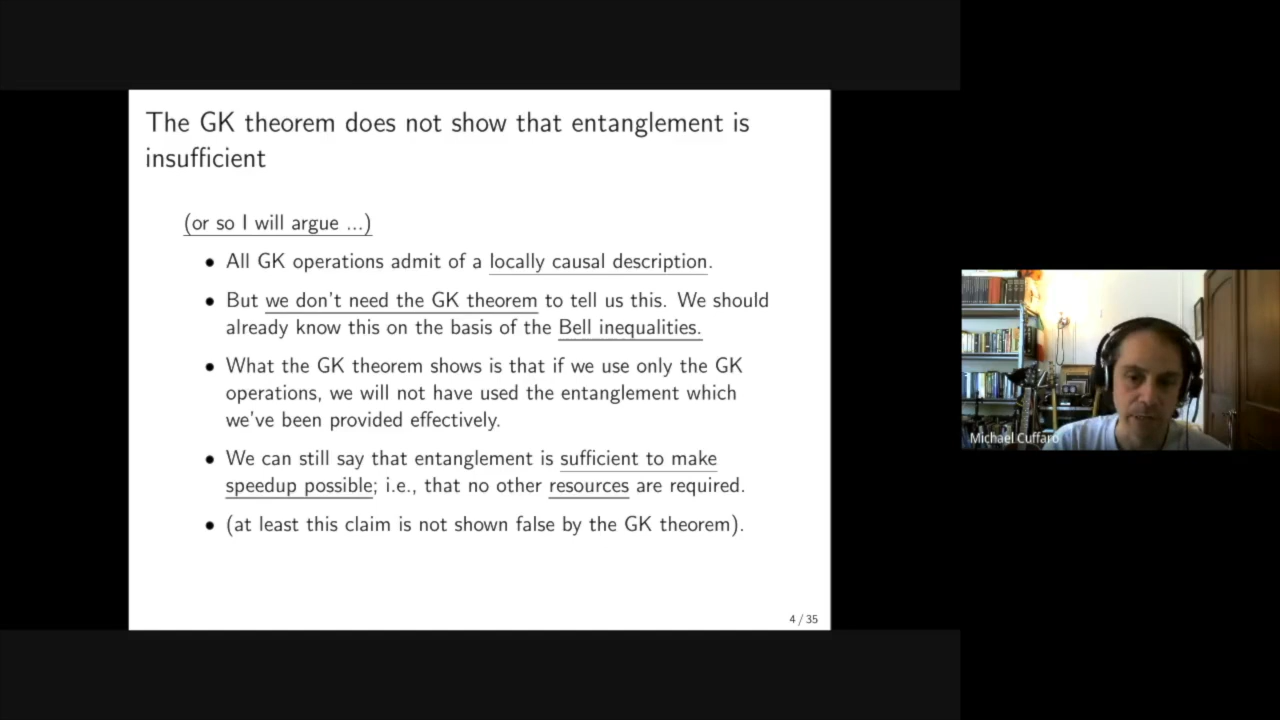 The GK theorem does not show that entanglement is
insufficient
(or so I will argue ...)
• All GK operations admit of a locally causal description.
• But we don't need the GK theorem to tell us this. We should
already know this on the basis of the Bell inequalities.
• What the GK theorem shows is that if we use only the GK
operations, we will not have used the entanglement which
we've been provided effectively.
• We can still say that entanglement is sufficient to make
speedup possible; i.e., that no other resources are required.
• (at least this claim is not shown false by the GK theorem).
4 / 35
Michael Cuffaro